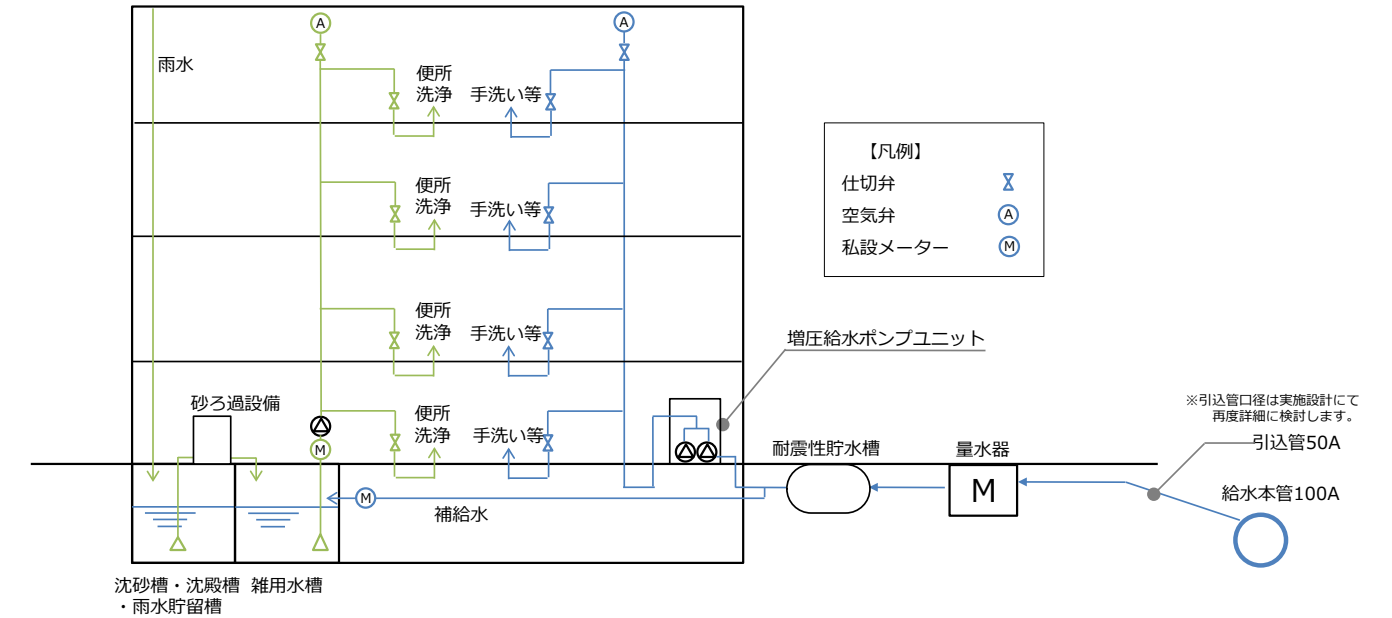 A
A
雨水
便所
洗浄
手洗い等
【凡例】
仕切弁
空気弁
A
私設メーター
M
便所
洗浄
手洗い等
便所
洗浄
手洗い等
増圧給水ポンプユニット
砂ろ過設備
便所
洗浄
手洗い等
M
※引込管口径は実施設計にて
再度詳細に検討します。
引込管50A
耐震性貯水槽
量水器
M
給水本管100A
M
補給水
沈砂槽・沈殿槽
・雨水貯留槽
雑用水槽